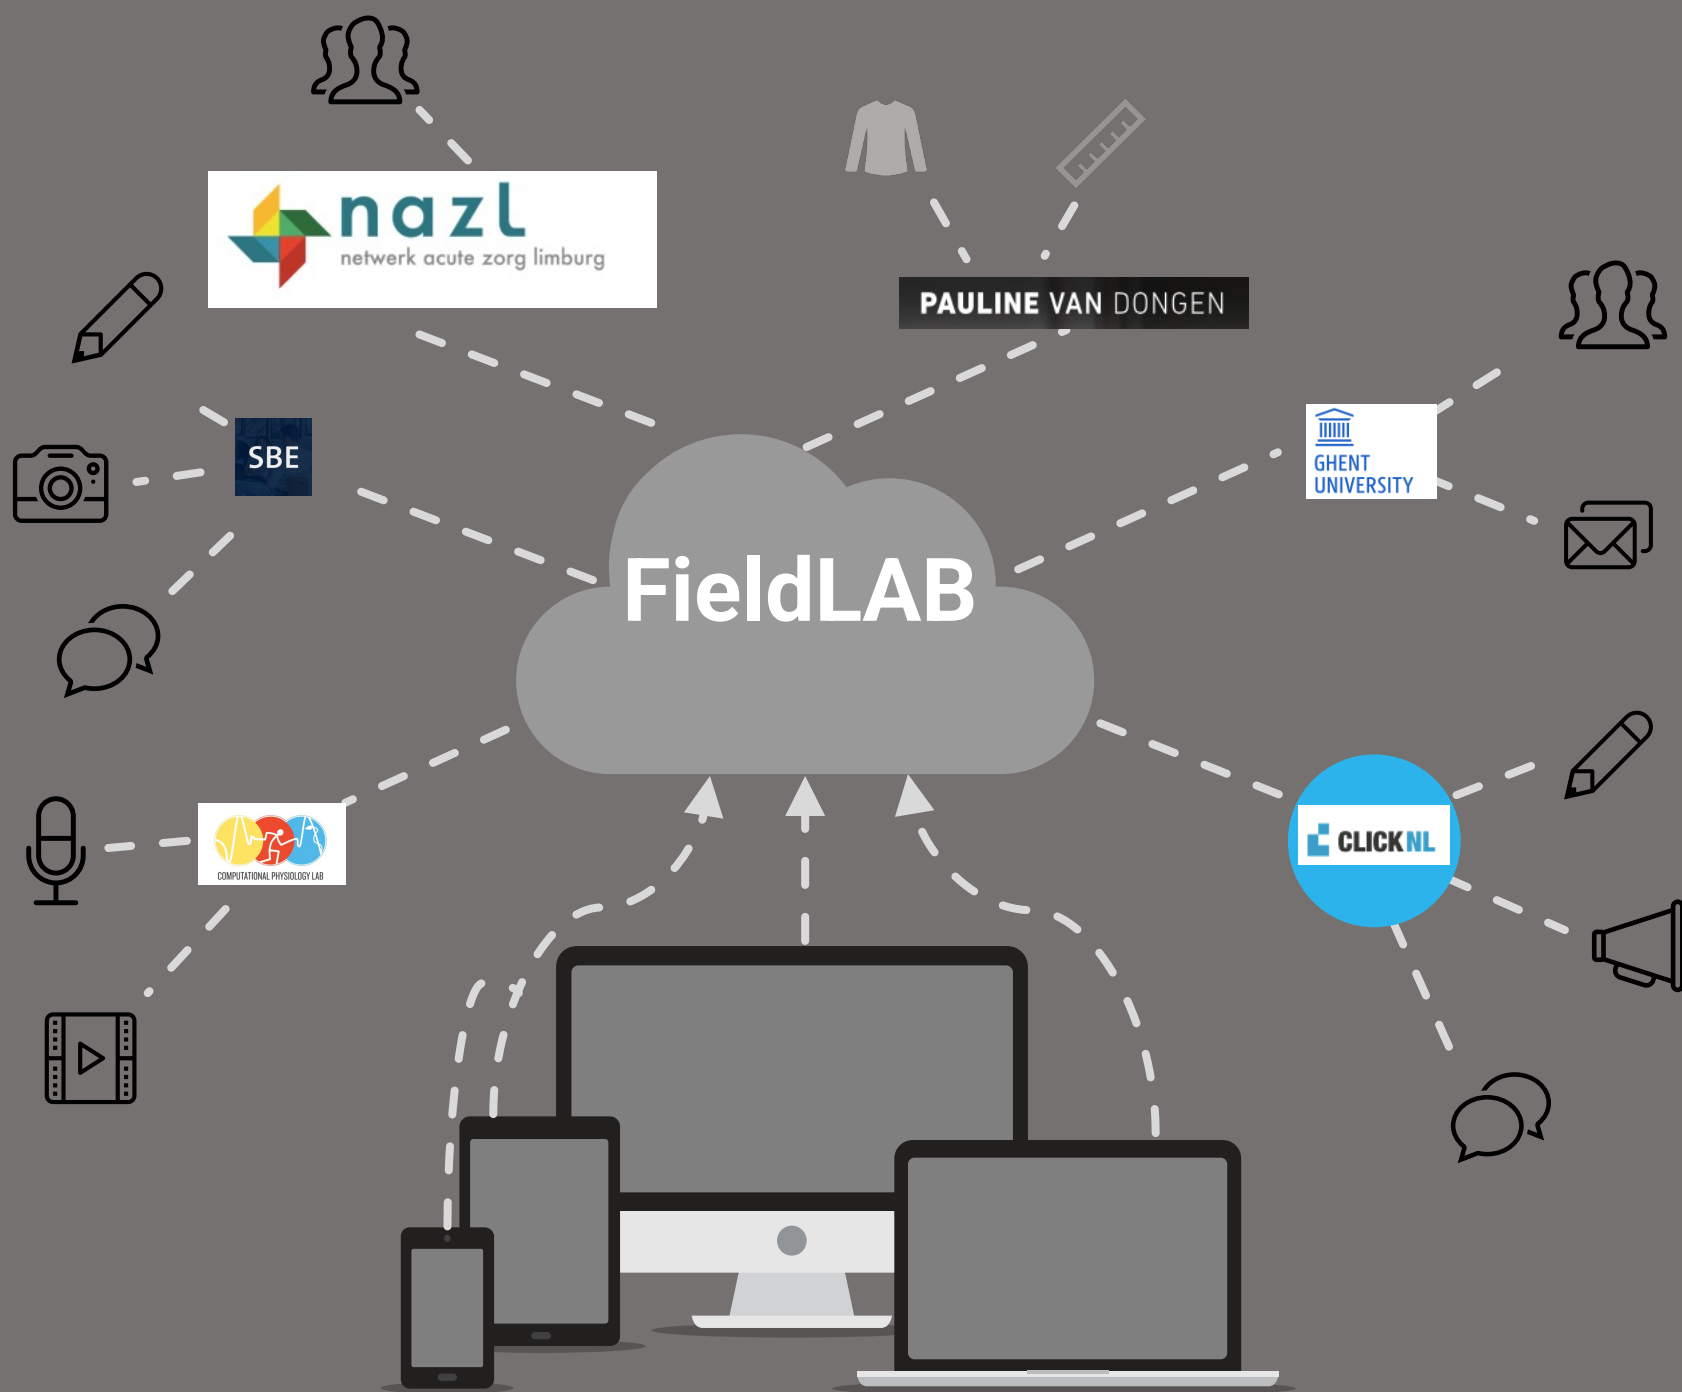 nazl
netwerk acute zorg limburg
PAULINE VAN DONGEN
SBE
GHENT
UNIVERSITY
FieldLAB
COMPUTATIONAL PHYSIOLOGY LAB
CLICKNL